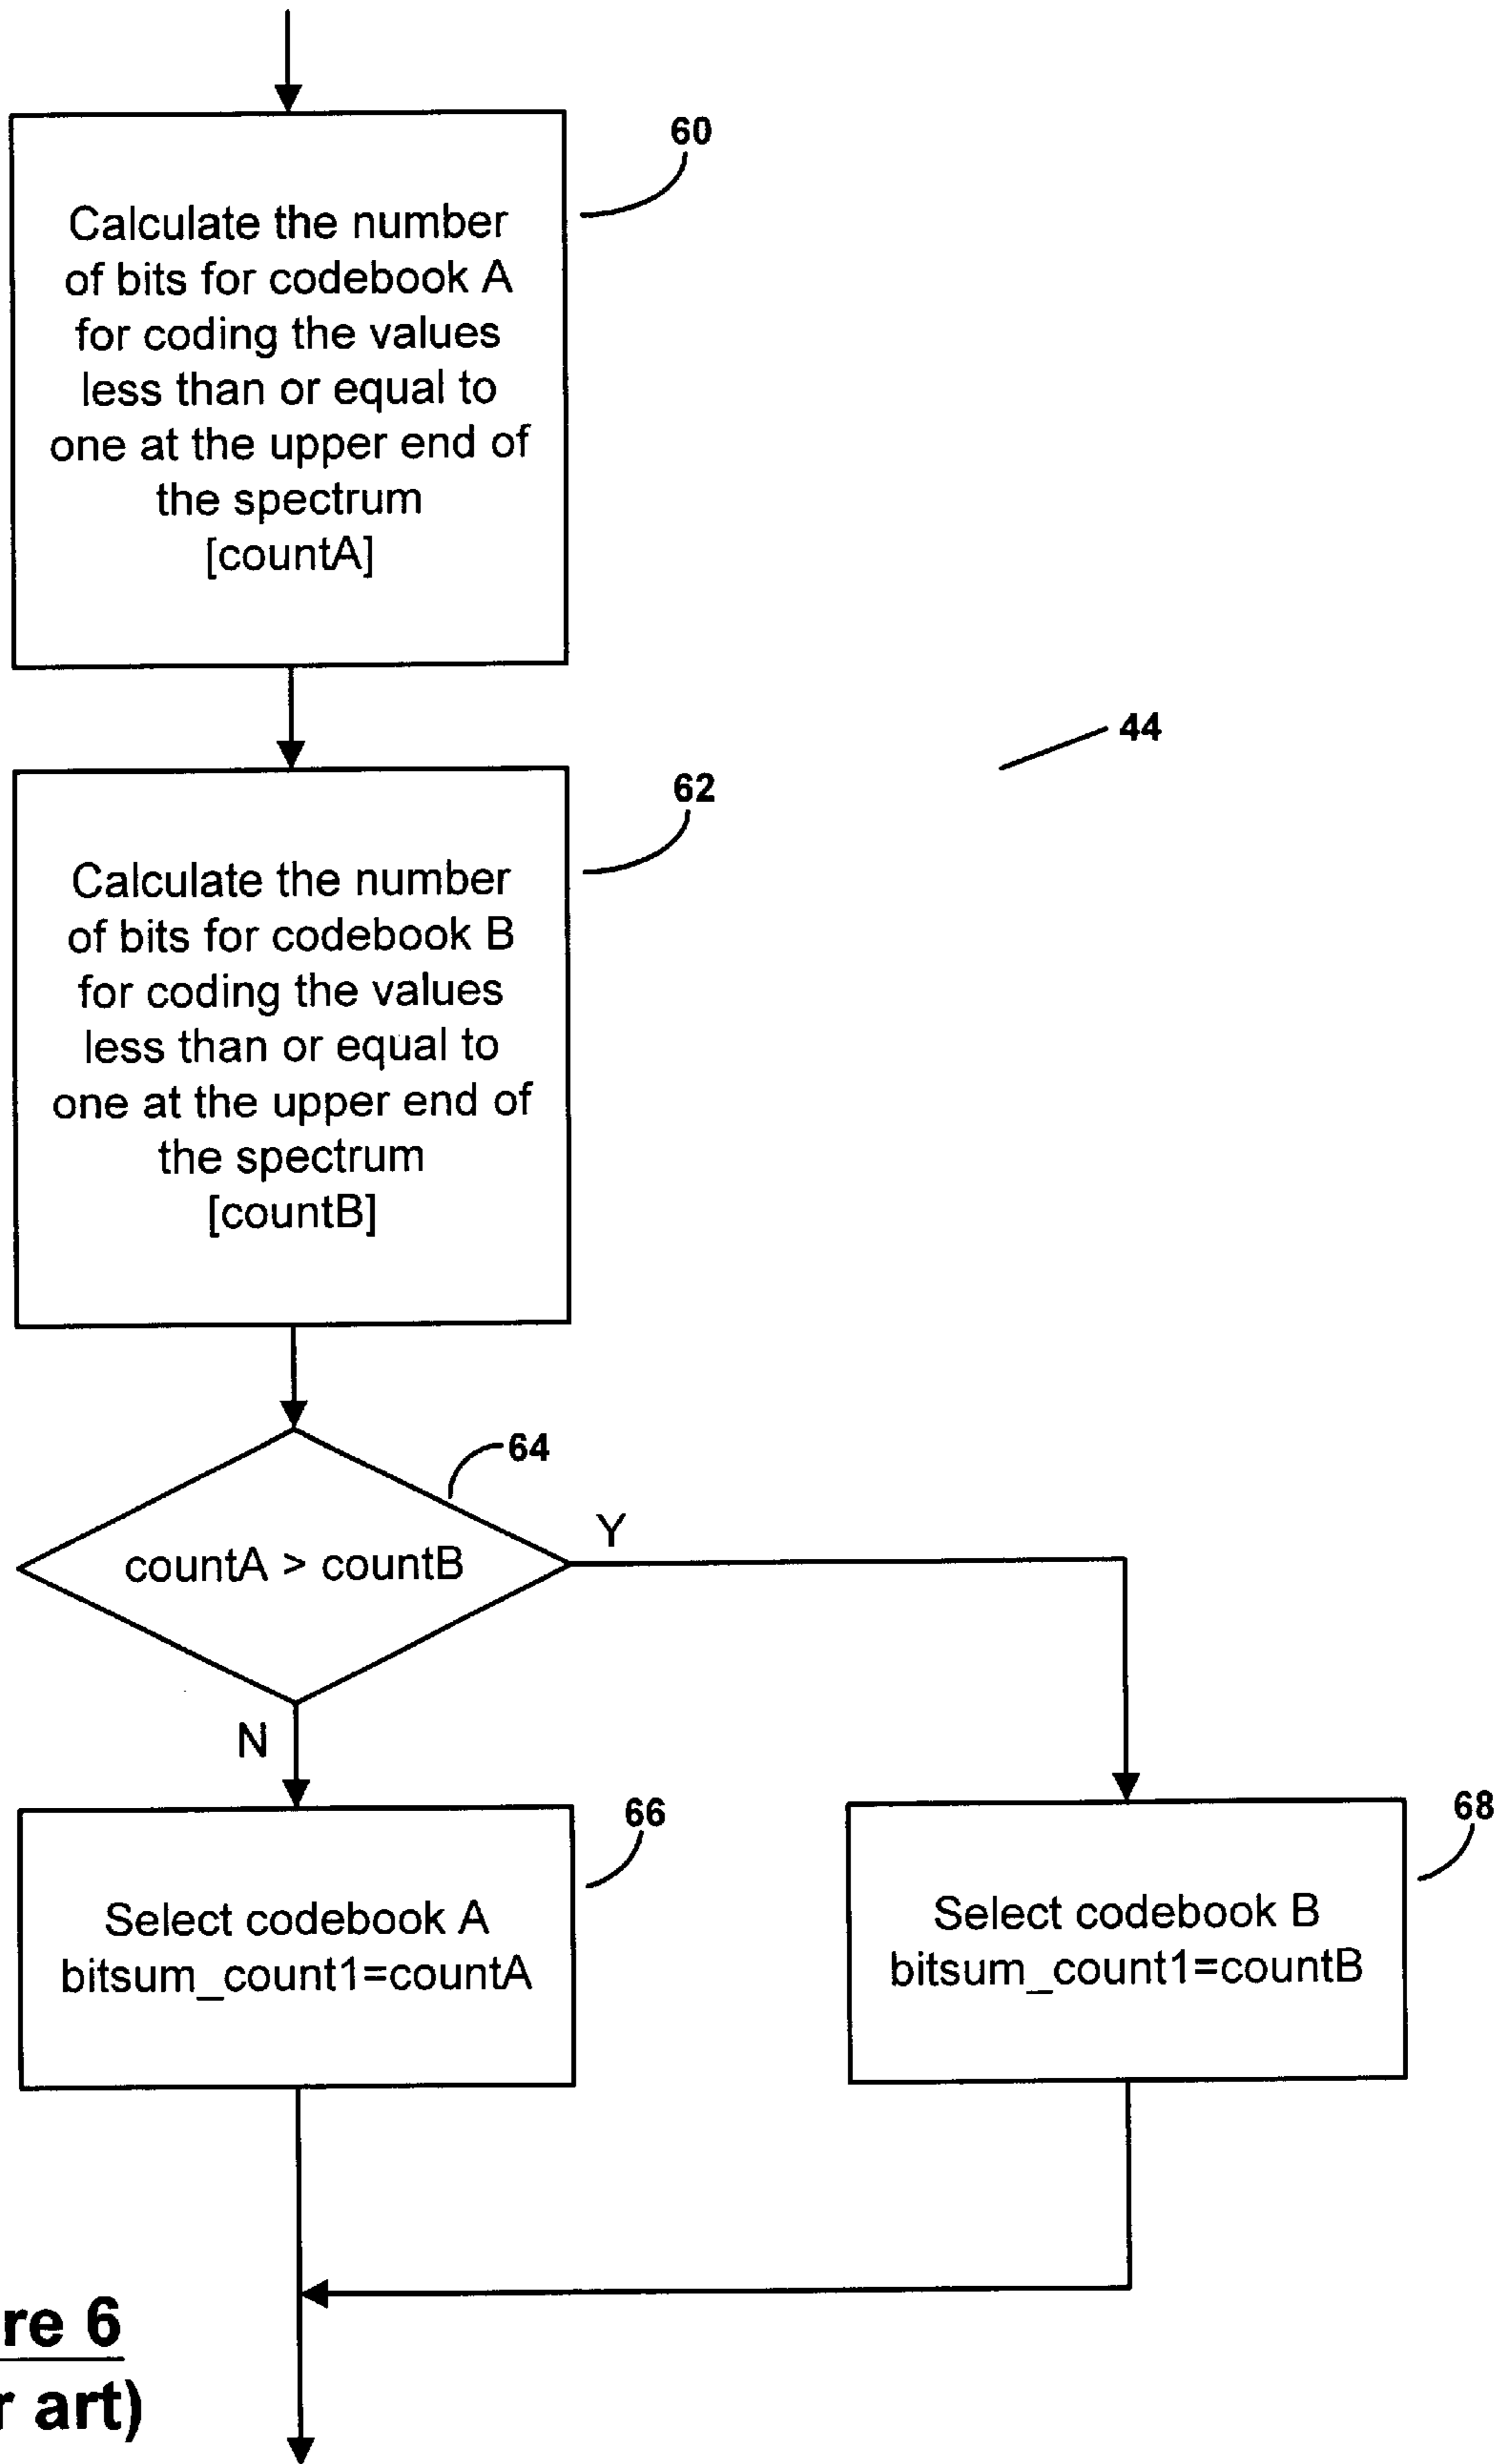 60
Calculate the number
of bits for codebook A
for coding the values
less than or equal to
one at the upper end of
the spectrum
[countA]
44
62
Calculate the number
of bits for codebook B
for coding the values
less than or equal to
one at the upper end of
the spectrum
[countB]
64
countA > countB
Y
N
66
Select codebook A
bitsum_count1=countA
68
Select codebook B
bitsum_count1=countB
re 6
r art)